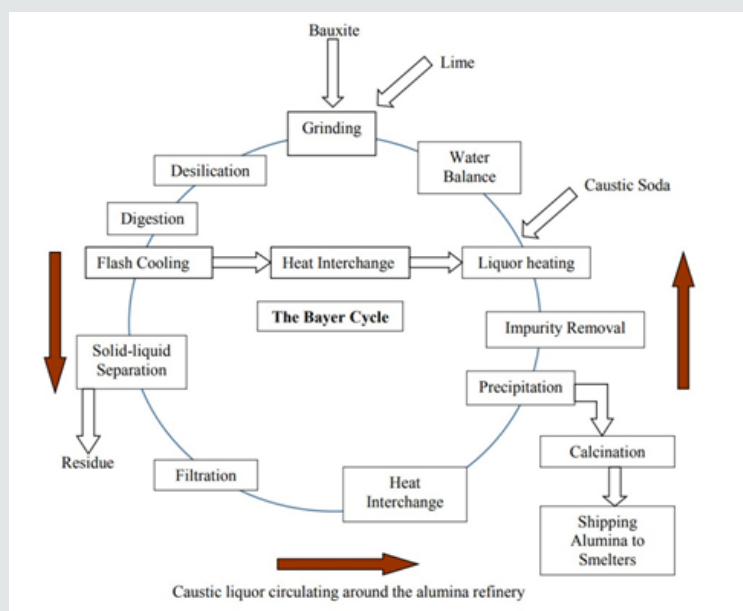 Bauxite
Lime
Grinding
Water
Balance
Desilication
Caustic Soda
Digestion
Flash Cooling
Heat Interchange
Liquor heating
The Bayer Cycle
Impurity Removal
Solid-liquid
Separation
Precipitation
Residue
Filtration
Heat
Interchange
Calcination
Shipping
Alumina to
Smelters
Caustic liquor circulating around the alumina refinery